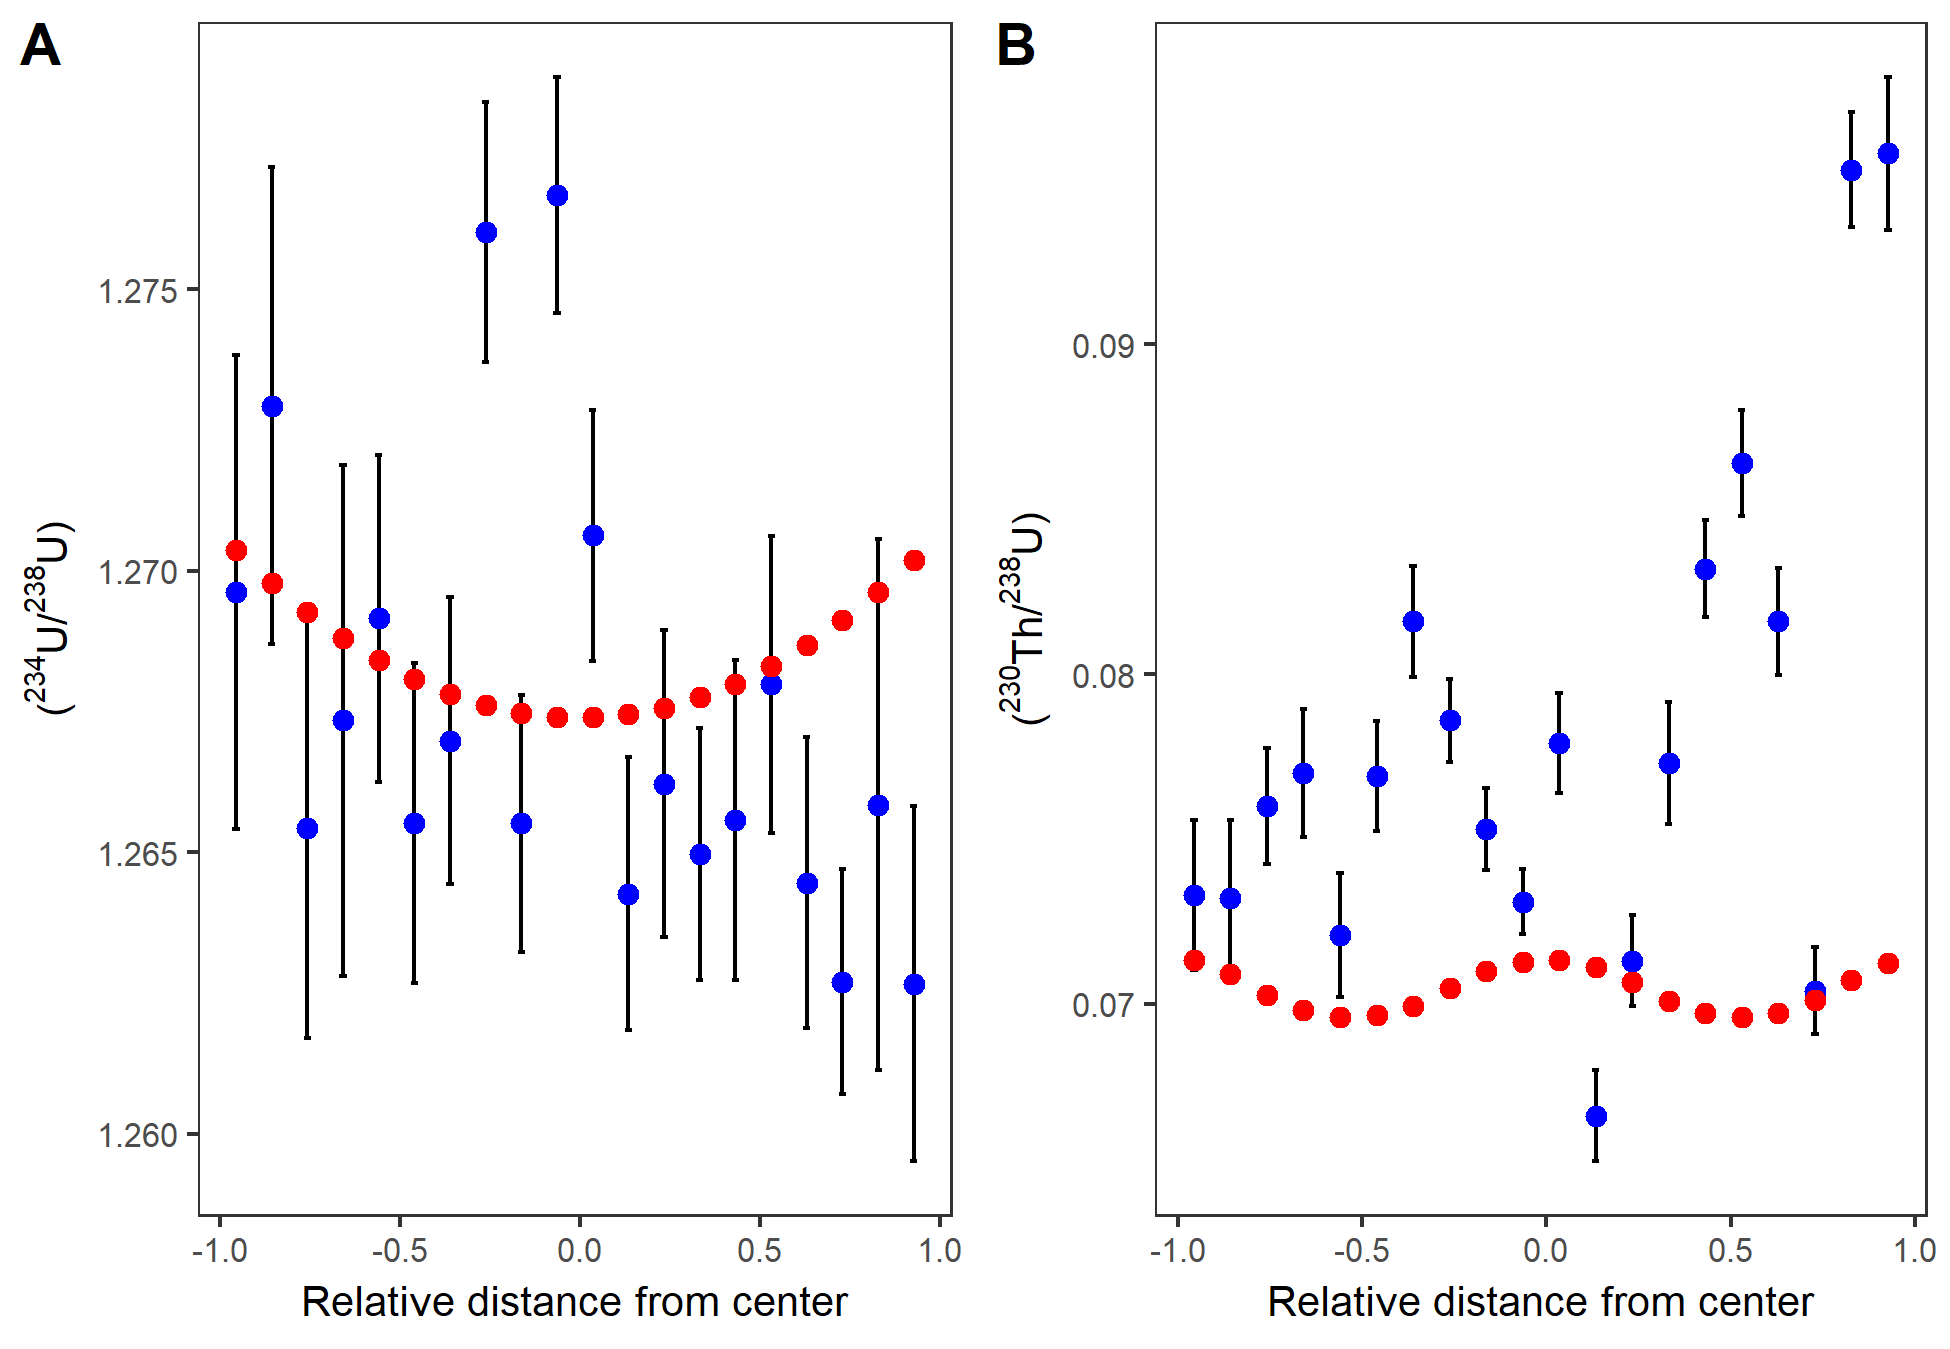 A
B
1.275
1.270
1.265
1.260
(²³⁴U/²³⁸U)
-1.0 -0.5 0.0 0.5 1.0
Relative distance from center
0.09
0.08
0.07
(²³⁰Th/²³⁸U)
-1.0 -0.5 0.0 0.5 1.0
Relative distance from center